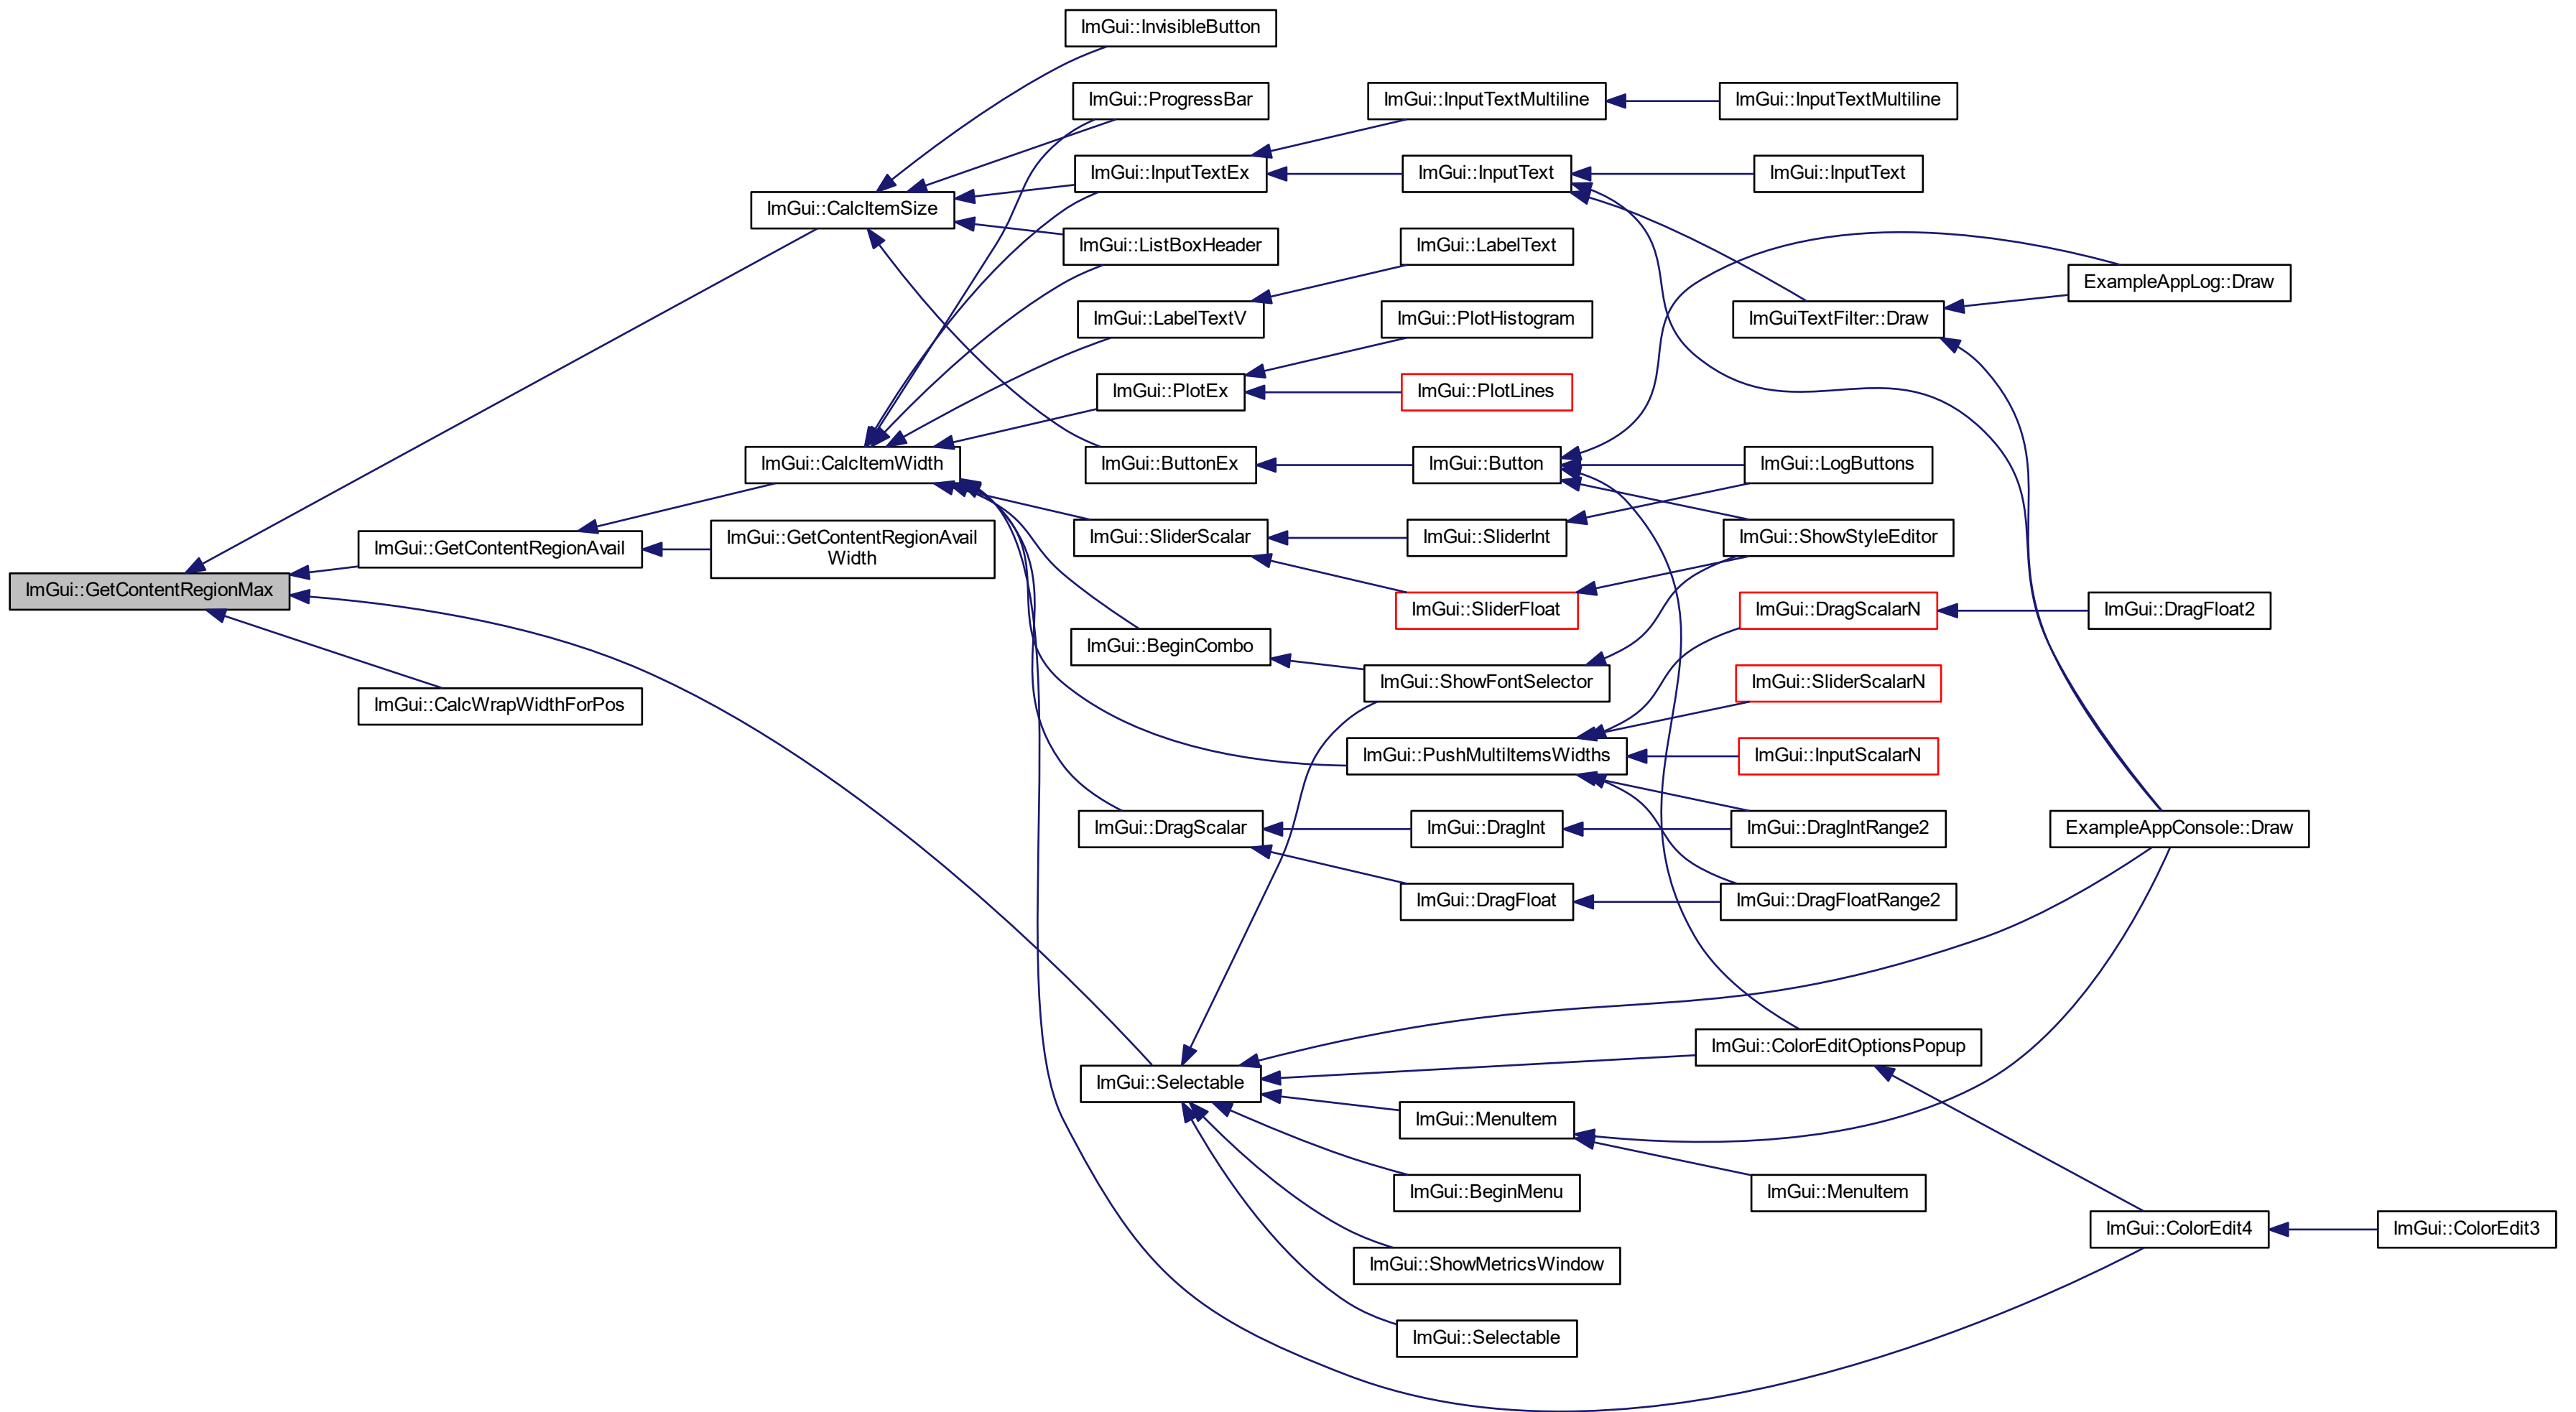 ImGui::InvisibleButton
ImGui::ProgressBar
ImGui::InputTextMultiline
ImGui::InputTextMultiline
ImGui::InputTextEx
ImGui::InputText
ImGui::InputText
ImGui::CalcItemSize
ImGui::ListBoxHeader
ImGui::LabelText
ExampleAppLog::Draw
ImGui::LabelTextV
ImGui::PlotHistogram
ImGuiTextFilter::Draw
ImGui::PlotEx
ImGui::PlotLines
ImGui::CalcItemWidth
ImGui::ButtonEx
ImGui::Button
ImGui::LogButtons
ImGui::GetContentRegionAvail
ImGui::GetContentRegionAvail
Width
ImGui::SliderScalar
ImGui::SliderInt
ImGui::ShowStyleEditor
ImGui::GetContentRegionMax
ImGui::SliderFloat
ImGui::DragScalarN
ImGui::DragFloat2
ImGui::BeginCombo
ImGui::ShowFontSelector
ImGui::SliderScalarN
ImGui::CalcWrapWidthForPos
ImGui::PushMultiItemsWidths
ImGui::InputScalarN
ImGui::DragScalar
ImGui::DragInt
ImGui::DragIntRange2
ExampleAppConsole::Draw
ImGui::DragFloat
ImGui::DragFloatRange2
ImGui::ColorEditOptionsPopup
ImGui::Selectable
ImGui::MenuItem
ImGui::BeginMenu
ImGui::MenuItem
ImGui::ColorEdit4
ImGui::ColorEdit3
ImGui::ShowMetricsWindow
ImGui::Selectable